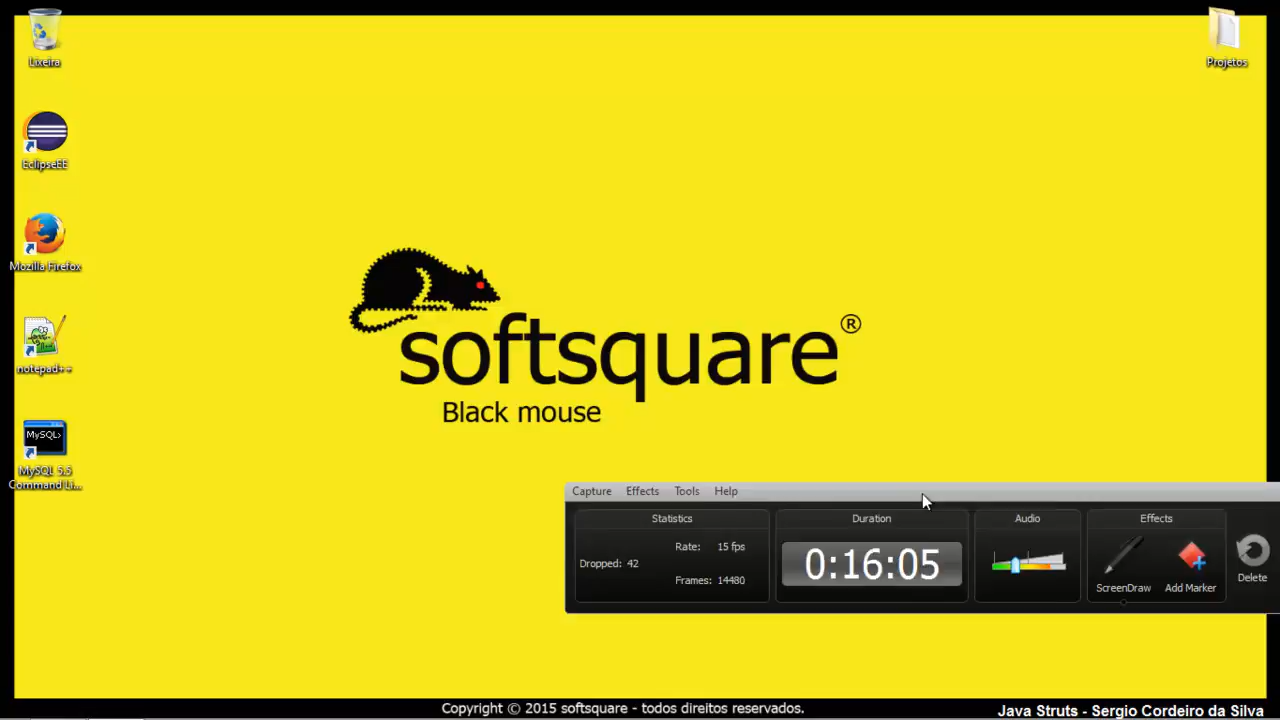 Lixeira
Projetos
EclipseEE
Mozilla Firefox
notepad++
MySQL>
MySQL 5.5
Command Li...
softsquare®
Black mouse
Capture Effects Tools Help
Statistics
Dropped: 42
Rate: 15 fps
Frames: 14480
Duration
0:16:05
Audio
Effects
ScreenDraw
Add Marker
Delete
Copyright © 2015 softsquare - todos direitos reservados.
Java Struts - Sergio Cordeiro da Silva